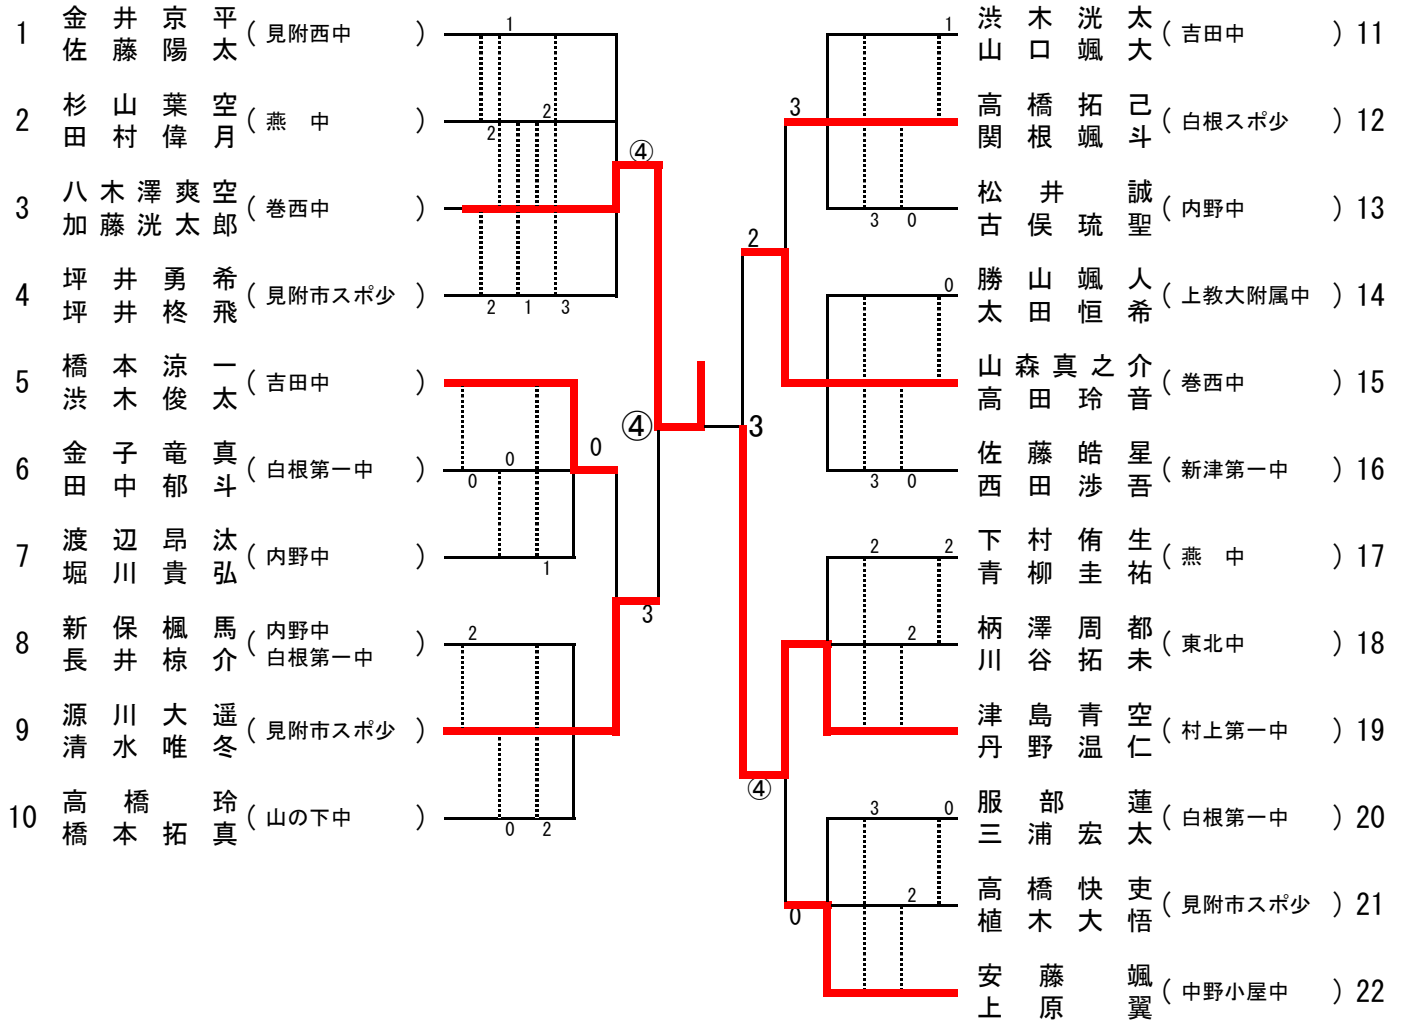 1 金井京平 佐藤陽太 (見附西中)
2 杉山葉空 田村偉月 (燕　中)
3 八木澤爽空 加藤洸太郎 (巻西中)
4 坪井勇希 坪井柊飛 (見附市スポ少)
5 橋本涼一 渋木俊太 (吉田中)
6 金子竜真 田中郁斗 (白根第一中)
7 渡辺昂汰 堀川貴弘 (内野中)
8 新保楓馬 長井椋介 内野中 白根第一中
9 源川大遥 清水唯冬 (見附市スポ少)
10 高橋玲 橋本拓真 (山の下中)
1
2
2
④
2 1 3
0
0
0
1
④
3
2
0 2
渋木洸太 山口颯大 (吉田中) 11
高橋拓己 関根颯斗 (白根スポ少) 12
松井誠 古俣琉聖 (内野中) 13
勝山颯人 太田恒希 (上教大附属中) 14
山森真之介 高田玲音 (巻西中) 15
佐藤皓星 西田渉吾 (新津第一中) 16
下村侑生 青柳圭祐 (燕　中) 17
柄澤周都 川谷拓未 (東北中) 18
津島青空 丹野温仁 (村上第一中) 19
服部蓮 三浦宏太 (白根第一中) 20
高橋快吏 植木大悟 (見附市スポ少) 21
安藤颯 上原翼 (中野小屋中) 22
1
3
3 0
2
0
3
3 0
2 2
2
④
3 0
2
0